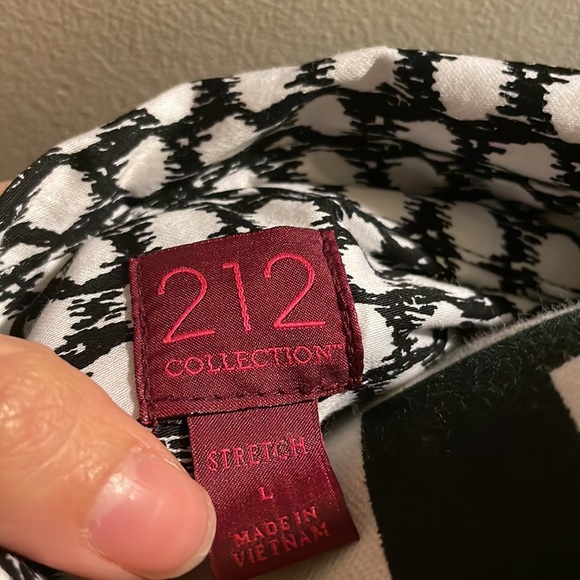 212
COLLECTION™
STRETCH
L
MADE IN
VIETNAM